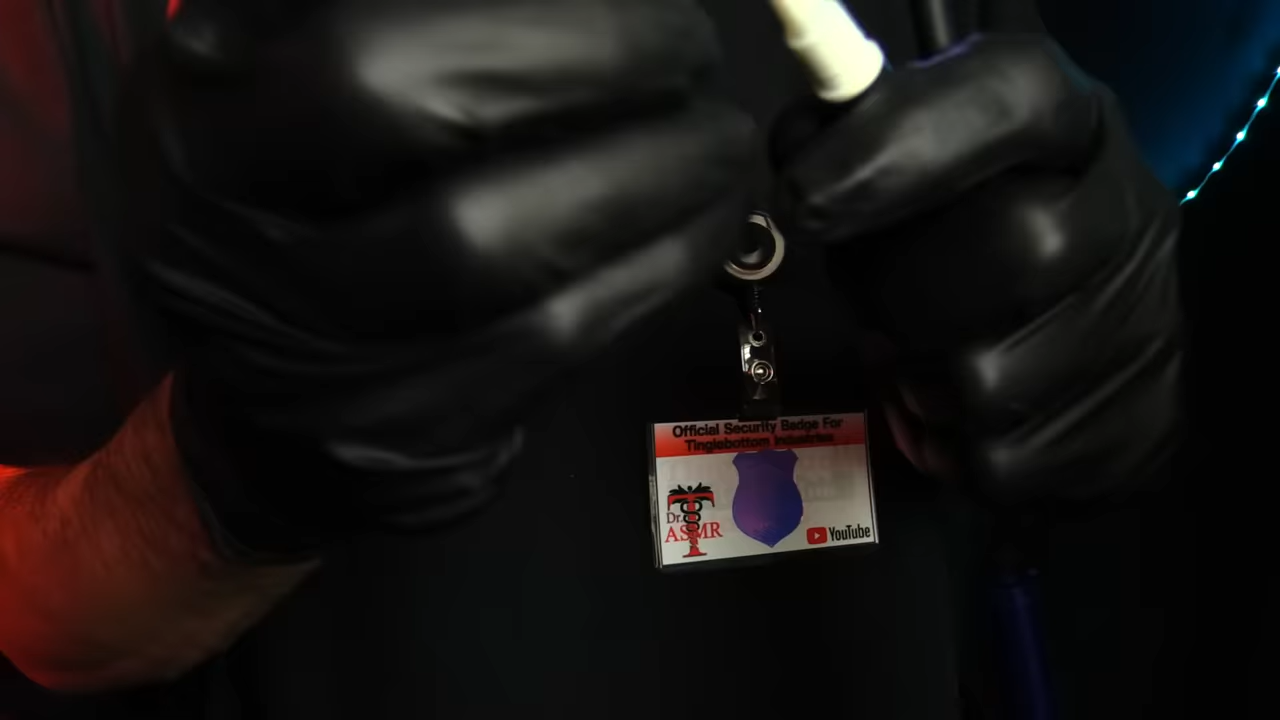 Official Security Badge For
Tinglebottom Industries
Dr.
ASMR
YouTube